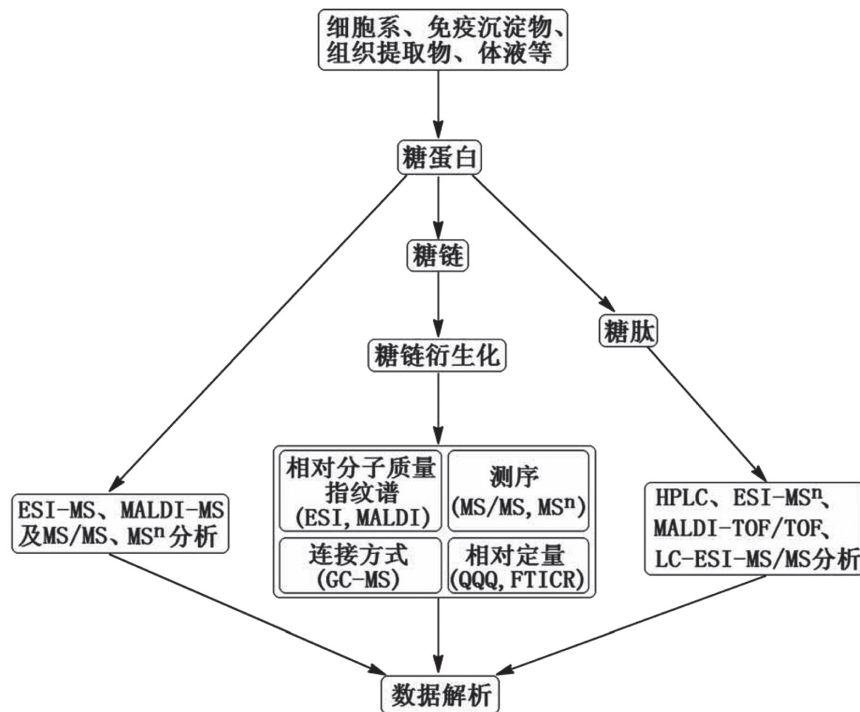 细胞系、免疫沉淀物、
组织提取物、体液等
糖蛋白
糖链
糖肽
糖链衍生化
相对分子质量
指纹谱
(ESI,MALDI)
测序
(MS/MS,MSⁿ)
连接方式
(GC-MS)
相对定量
(QQQ,FTICR)
ESI-MS、MALDI-MS
及MS/MS、MSⁿ分析
HPLC、ESI-MSⁿ、
MALDI-TOF/TOF、
LC-ESI-MS/MS分析
数据解析